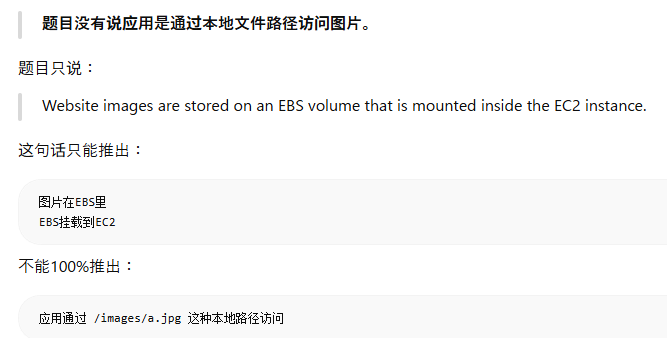 题目没有说应用是通过本地文件路径访问图片。
题目只说：
Website images are stored on an EBS volume that is mounted inside the EC2 instance.
这句话只能推出：
图片在EBS里
EBS挂载到EC2
不能100%推出：
应用通过 /images/a.jpg 这种本地路径访问